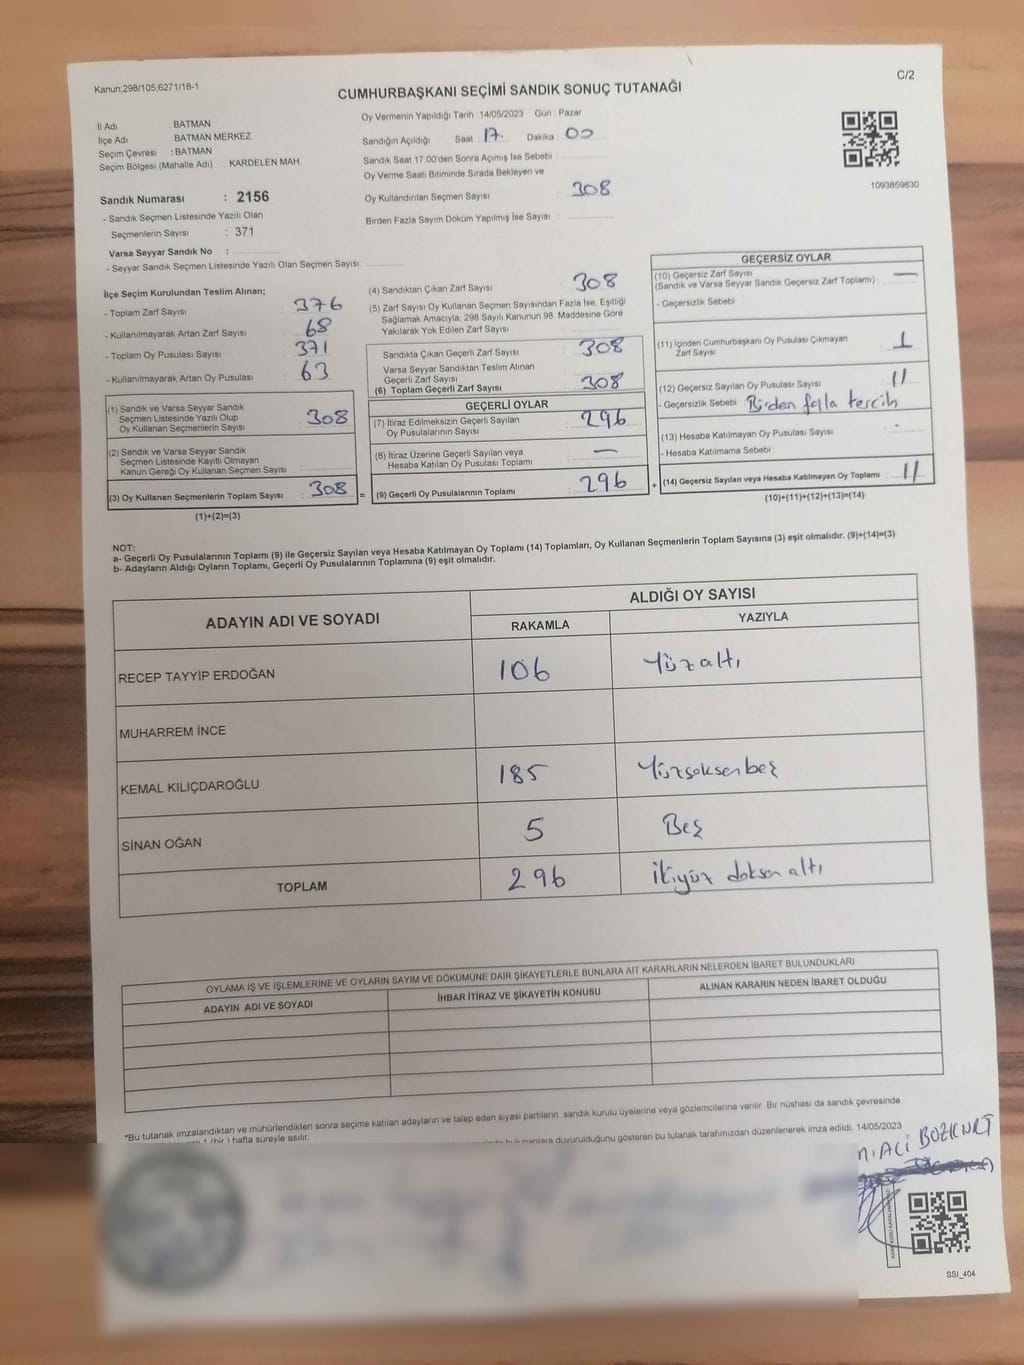 Kanun;298/105,6271/18-1
C/2
CUMHURBAŞKANI SEÇİMİ SANDIK SONUÇ TUTANAĞI
İl Adı : BATMAN
İlçe Adı : BATMAN MERKEZ
Seçim Çevresi : BATMAN
Seçim Bölgesi (Mahalle Adı) : KARDELEN MAH.
Sandık Numarası : 2156
- Sandık Seçmen Listesinde Yazılı Olan
Seçmenlerin Sayısı : 371
Varsa Seyyar Sandık No :
- Seyyar Sandık Seçmen Listesinde Yazılı Olan Seçmen Sayısı:
Oy Vermenin Yapıldığı Tarih : 14/05/2023 Gün : Pazar
Sandığın Açıldığı Saat : 17. Dakika : 00
Sandık Saat 17.00'den Sonra Açılmış İse Sebebi :
Oy Verme Saati Bitiminde Sırada Bekleyen ve
Oy Kullandırılan Seçmen Sayısı : 308
Birden Fazla Sayım Döküm Yapılmış İse Sayısı :
1093859830
İlçe Seçim Kurulundan Teslim Alınan;
- Toplam Zarf Sayısı : 376
- Kullanılmayarak Artan Zarf Sayısı : 68
- Toplam Oy Pusulası Sayısı : 371
- Kullanılmayarak Artan Oy Pusulası : 63
(1) Sandık ve Varsa Seyyar Sandık
Seçmen Listesinde Yazılı Olup
Oy Kullanan Seçmenlerin Sayısı : 308
(2) Sandık ve Varsa Seyyar Sandık
Seçmen Listesinde Kayıtlı Olmayan
Kanun Gereği Oy Kullanan Seçmen Sayısı :
(3) Oy Kullanan Seçmenlerin Toplam Sayısı : 308 =
(1)+(2)=(3)
(4) Sandıktan Çıkan Zarf Sayısı : 308
(5) Zarf Sayısı Oy Kullanan Seçmen Sayısından Fazla İse, Eşitliği
Sağlamak Amacıyla, 298 Sayılı Kanunun 98. Maddesine Göre
Yakılarak Yok Edilen Zarf Sayısı :
Sandıkta Çıkan Geçerli Zarf Sayısı : 308
Varsa Seyyar Sandıktan Teslim Alınan
Geçerli Zarf Sayısı :
(6) Toplam Geçerli Zarf Sayısı : 308
GEÇERLİ OYLAR
(7) İtiraz Edilmeksizin Geçerli Sayılan
Oy Pusulalarının Sayısı : 296
(8) İtiraz Üzerine Geçerli Sayılan veya
Hesaba Katılan Oy Pusulası Toplamı : —
(9) Geçerli Oy Pusulalarının Toplamı : 296 +
GEÇERSİZ OYLAR
(10) Geçersiz Zarf Sayısı
(Sandık ve Varsa Seyyar Sandık Geçersiz Zarf Toplamı) : —
- Geçersizlik Sebebi :
(11) İçinden Cumhurbaşkanı Oy Pusulası Çıkmayan
Zarf Sayısı : 1
(12) Geçersiz Sayılan Oy Pusulası Sayısı : 11
- Geçersizlik Sebebi : Birden fazla tercih
(13) Hesaba Katılmayan Oy Pusulası Sayısı :
- Hesaba Katılmama Sebebi :
(14) Geçersiz Sayılan veya Hesaba Katılmayan Oy Toplamı : 11
(10)+(11)+(12)+(13)=(14)
NOT:
a- Geçerli Oy Pusulalarının Toplamı (9) ile Geçersiz Sayılan veya Hesaba Katılmayan Oy Toplamı (14) Toplamları, Oy Kullanan Seçmenlerin Toplam Sayısına (3) eşit olmalıdır. (9)+(14)=(3)
b- Adayların Aldığı Oyların Toplamı, Geçerli Oy Pusulalarının Toplamına (9) eşit olmalıdır.
ADAYIN ADI VE SOYADI
ALDIĞI OY SAYISI
RAKAMLA YAZIYLA
RECEP TAYYİP ERDOĞAN 106 Yüzaltı
MUHARREM İNCE
KEMAL KILIÇDAROĞLU 185 Yüzseksenbeş
SİNAN OĞAN 5 Beş
TOPLAM 296 ikiyüz doksan altı
OYLAMA İŞ VE İŞLEMLERİNE VE OYLARIN SAYIM VE DÖKÜMÜNE DAİR ŞİKAYETLERLE BUNLARA AİT KARARLARIN NELERDEN İBARET BULUNDUKLARI
ADAYIN ADI VE SOYADI İHBAR İTİRAZ VE ŞİKAYETİN KONUSU ALINAN KARARIN NEDEN İBARET OLDUĞU
*Bu tutanak imzalandıktan ve mühürlendikten sonra seçime katılan adayların ve talep eden siyasi partilerin sandık kurulu üyelerine veya gözlemcilerine verilir. Bir nüshası da sandık çevresinde
1 (bir) hafta süreyle asılır.
duyurulduğunu gösteren bu tutanak tarafımızdan düzenlenerek imza edildi. 14/05/2023
ALİ BOZKURT
SSI_404